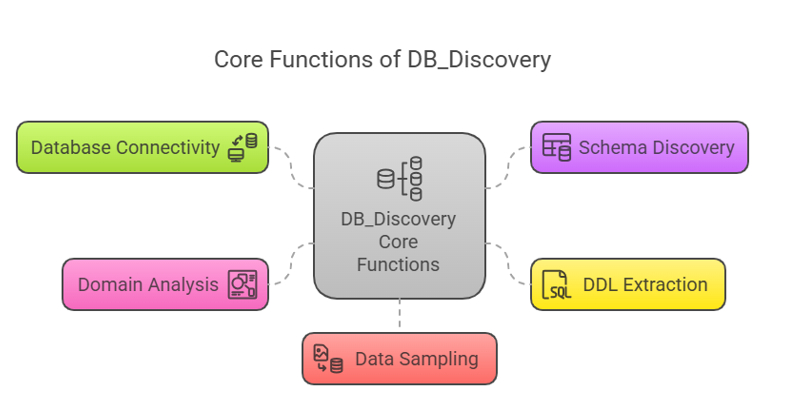 Core Functions of DB_Discovery
Database Connectivity
Schema Discovery
DB_Discovery
Core
Functions
Domain Analysis
SQL
DDL Extraction
Data Sampling